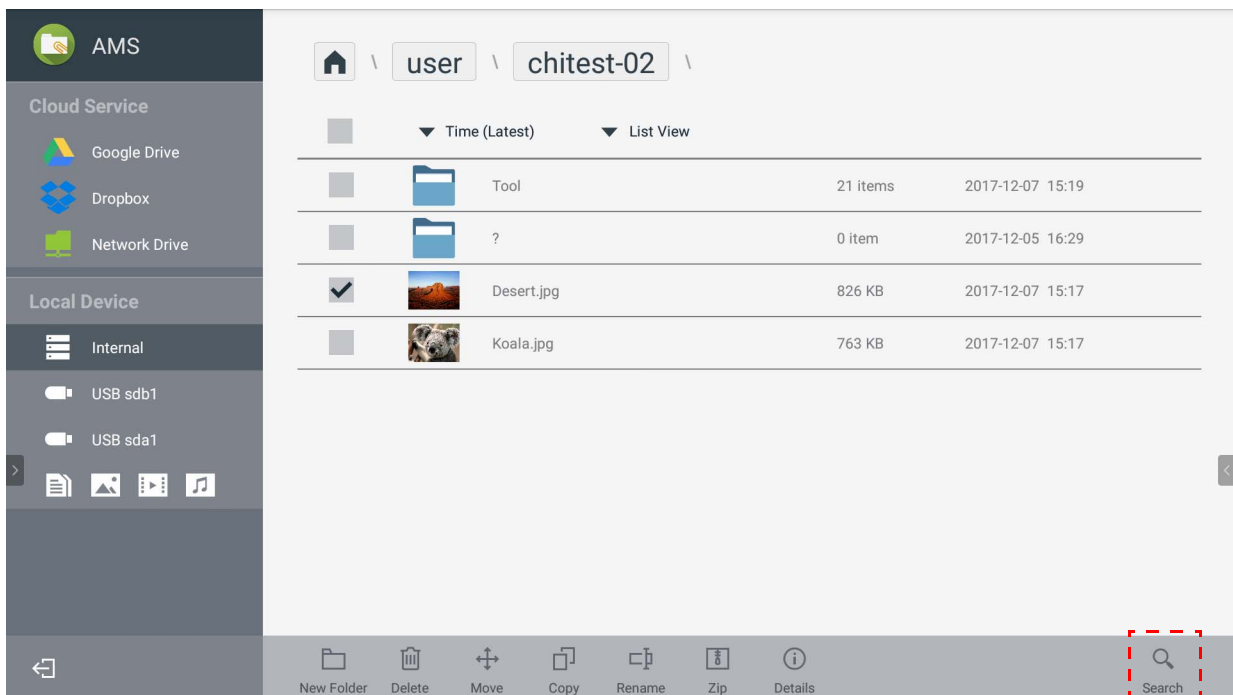 AMS
Cloud Service
Google Drive
Dropbox
Network Drive
Local Device
Internal
USB sdb1
USB sda1
\ user \ chitest-02 \
Time (Latest) List View
Tool 21 items 2017-12-07 15:19
? 0 item 2017-12-05 16:29
Desert.jpg 826 KB 2017-12-07 15:17
Koala.jpg 763 KB 2017-12-07 15:17
New Folder Delete Move Copy Rename Zip Details Search